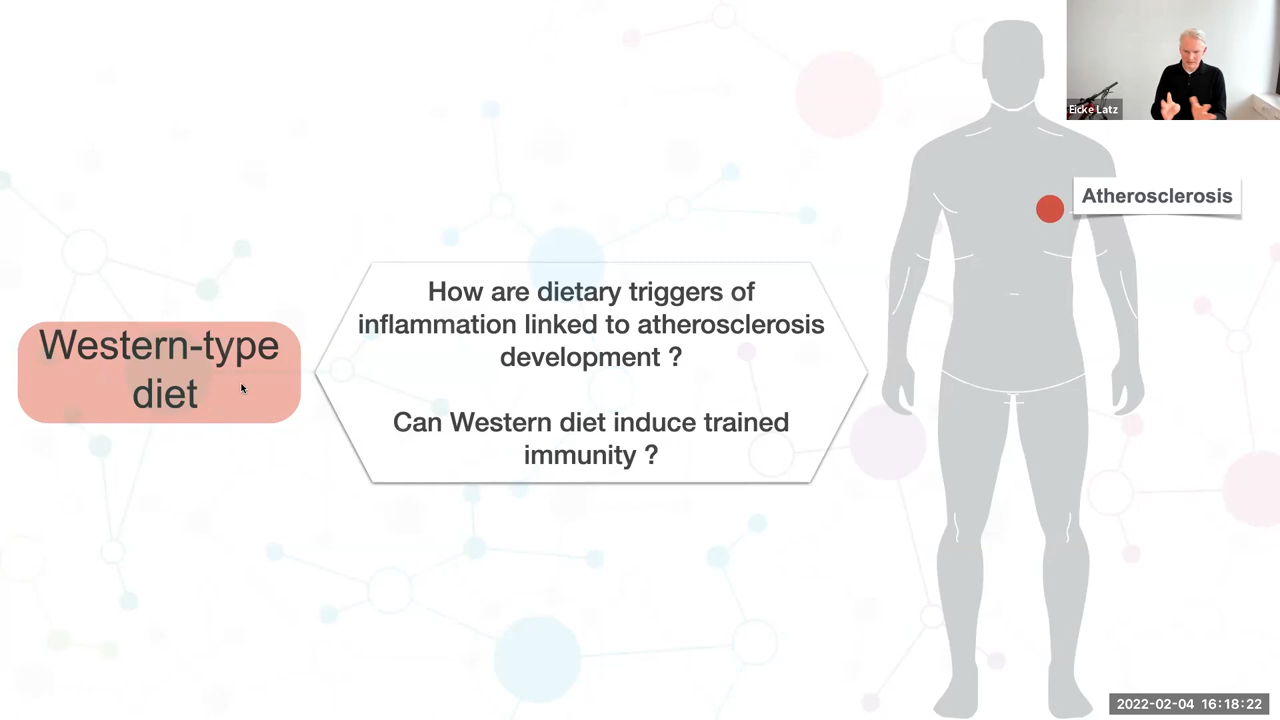 Eicke Latz
Atherosclerosis
How are dietary triggers of
inflammation linked to atherosclerosis
development ?
Can Western diet induce trained
immunity ?
Western-type
diet
2022-02-04 16:18:22